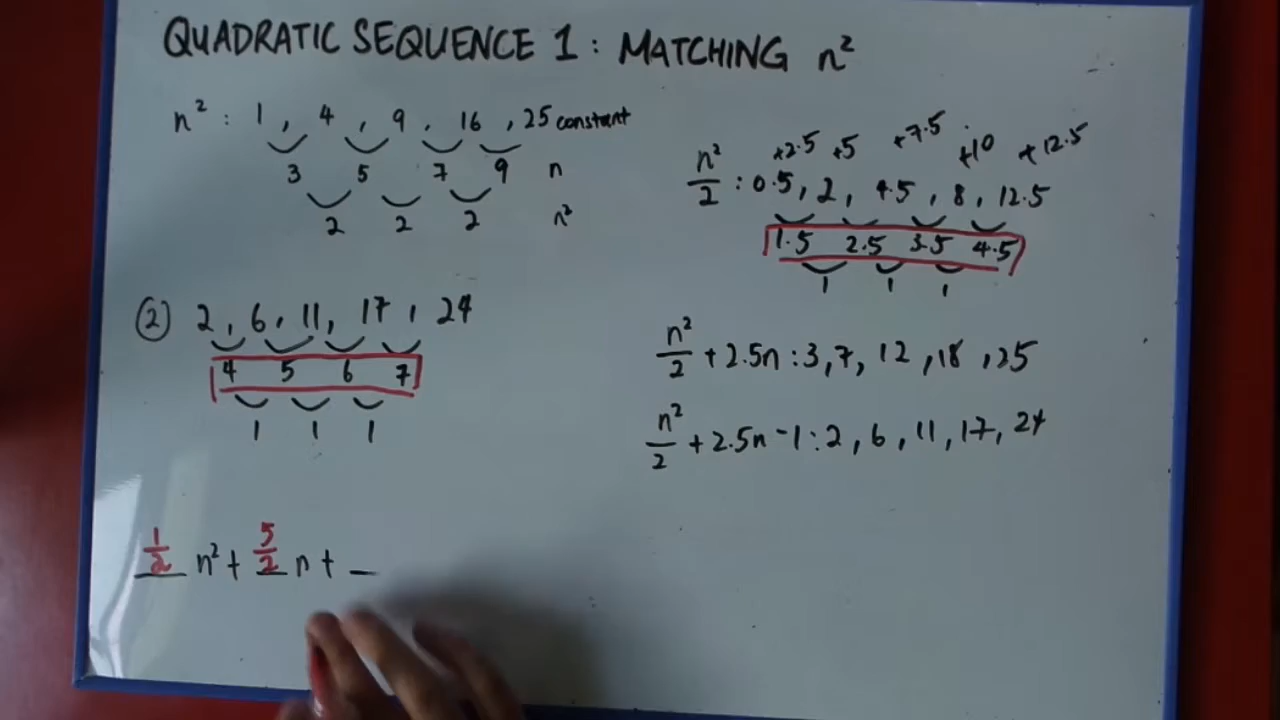 QUADRATIC SEQUENCE 1 : MATCHING n²
n² : 1 , 4 , 9 , 16 , 25 constant
3 5 7 9 n
2 2 2 n²
+2.5 +5 +7.5 +10 +12.5
n²/2 : 0.5, 2, 4.5, 8, 12.5
1.5 2.5 3.5 4.5
1 1 1
② 2, 6, 11, 17, 24
4 5 6 7
1 1 1
n²/2 + 2.5n : 3, 7, 12, 18, 25
n²/2 + 2.5n - 1 : 2, 6, 11, 17, 24
1/2 n² + 5/2 n + _